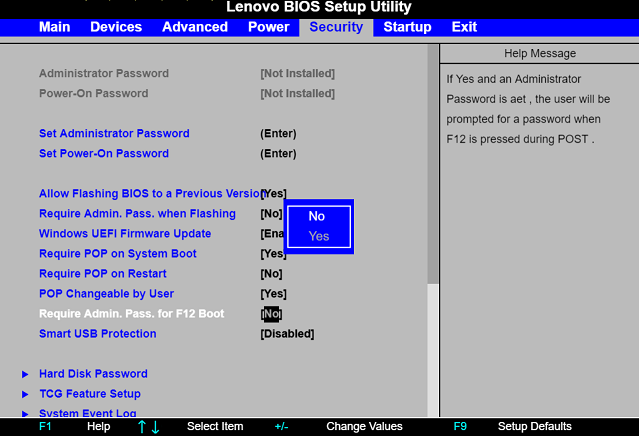 Lenovo BIOS Setup Utility
Main Devices Advanced Power Security Startup Exit
Help Message
Administrator Password [Not Installed]
Power-On Password [Not Installed]
Set Administrator Password (Enter)
Set Power-On Password (Enter)
Allow Flashing BIOS to a Previous Version [Yes]
Require Admin. Pass. when Flashing [No]
Windows UEFI Firmware Update [Ena
Require POP on System Boot [Yes]
Require POP on Restart [No]
POP Changeable by User [Yes]
Require Admin. Pass. for F12 Boot [No]
Smart USB Protection [Disabled]
Hard Disk Password
TCG Feature Setup
System Event Log
No
Yes
If Yes and an Administrator
Password is aet , the user will be
prompted for a password when
F12 is pressed during POST .
F1 Help ↑↓ Select Item +/- Change Values F9 Setup Defaults